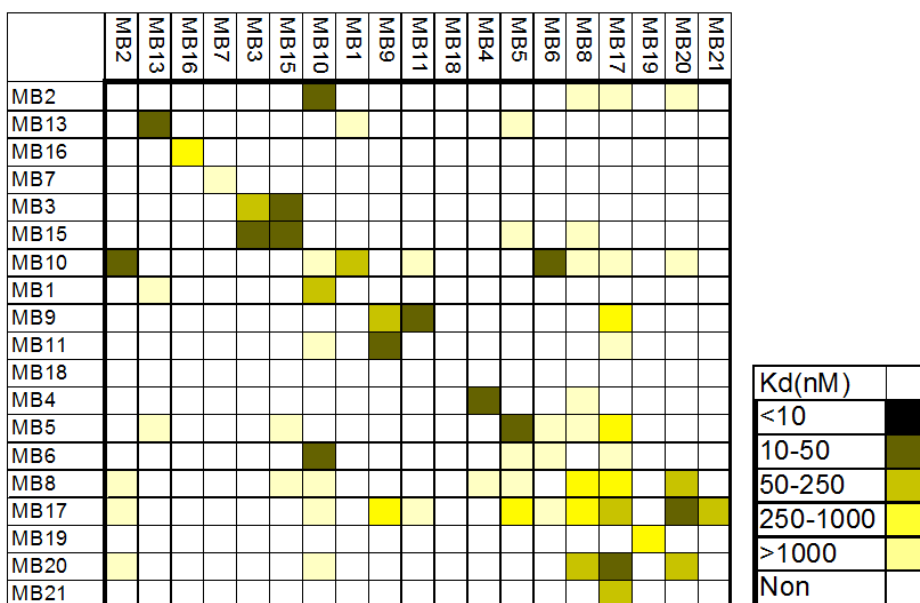 MB2 MB13 MB16 MB7 MB3 MB15 MB10 MB1 MB9 MB11 MB18 MB4 MB5 MB6 MB8 MB17 MB19 MB20 MB21
MB2
MB13
MB16
MB7
MB3
MB15
MB10
MB1
MB9
MB11
MB18
MB4
MB5
MB6
MB8
MB17
MB19
MB20
MB21
Kd(nM)
<10
10-50
50-250
250-1000
>1000
Non